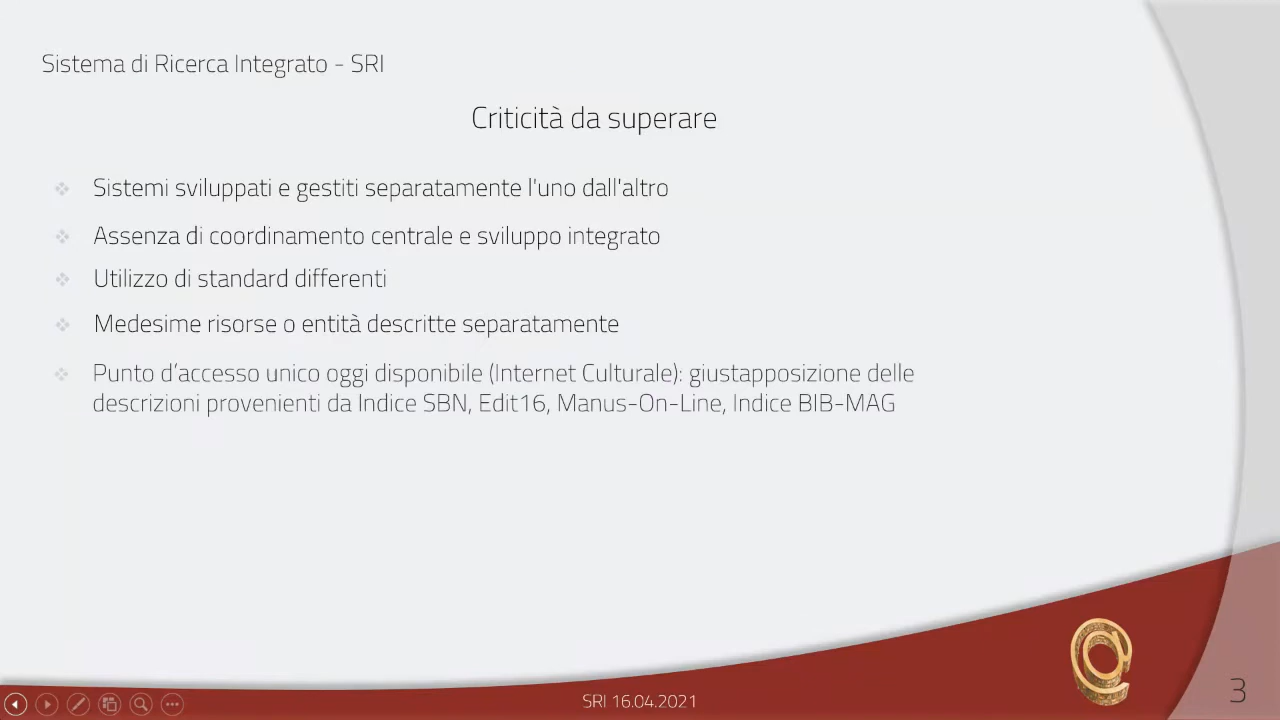 Sistema di Ricerca Integrato - SRI
Criticità da superare
Sistemi sviluppati e gestiti separatamente l'uno dall'altro
Assenza di coordinamento centrale e sviluppo integrato
Utilizzo di standard differenti
Medesime risorse o entità descritte separatamente
Punto d’accesso unico oggi disponibile (Internet Culturale): giustapposizione delle
descrizioni provenienti da Indice SBN, Edit16, Manus-On-Line, Indice BIB-MAG
SRI 16.04.2021
3